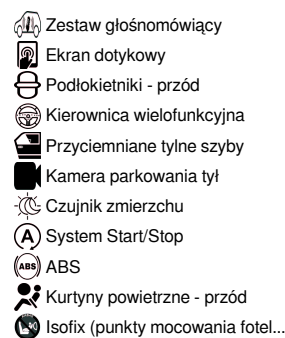 Zestaw głośnomówiący
Ekran dotykowy
Podłokietniki - przód
Kierownica wielofunkcyjna
Przyciemniane tylne szyby
Kamera parkowania tył
Czujnik zmierzchu
A System Start/Stop
ABS ABS
Kurtyny powietrzne - przód
Isofix (punkty mocowania fotel...